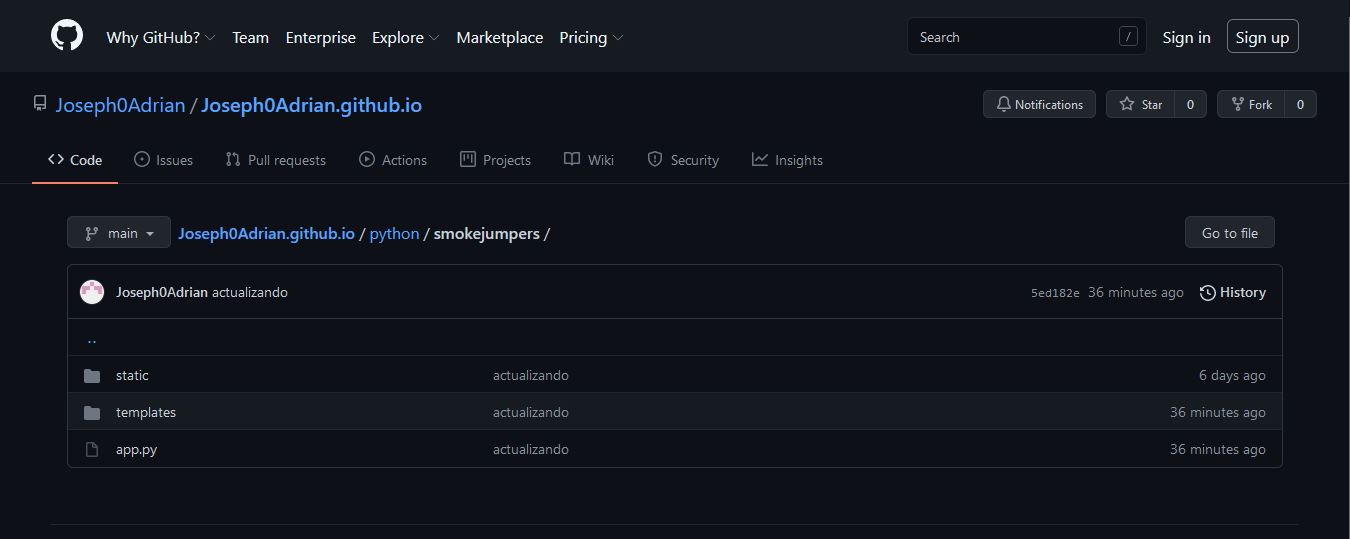 Why GitHub? Team Enterprise Explore Marketplace Pricing Search / Sign in Sign up
Joseph0Adrian / Joseph0Adrian.github.io Notifications Star 0 Fork 0
Code Issues Pull requests Actions Projects Wiki Security Insights
main Joseph0Adrian.github.io / python / smokejumpers / Go to file
Joseph0Adrian actualizando 5ed182e 36 minutes ago History
..
static actualizando 6 days ago
templates actualizando 36 minutes ago
app.py actualizando 36 minutes ago